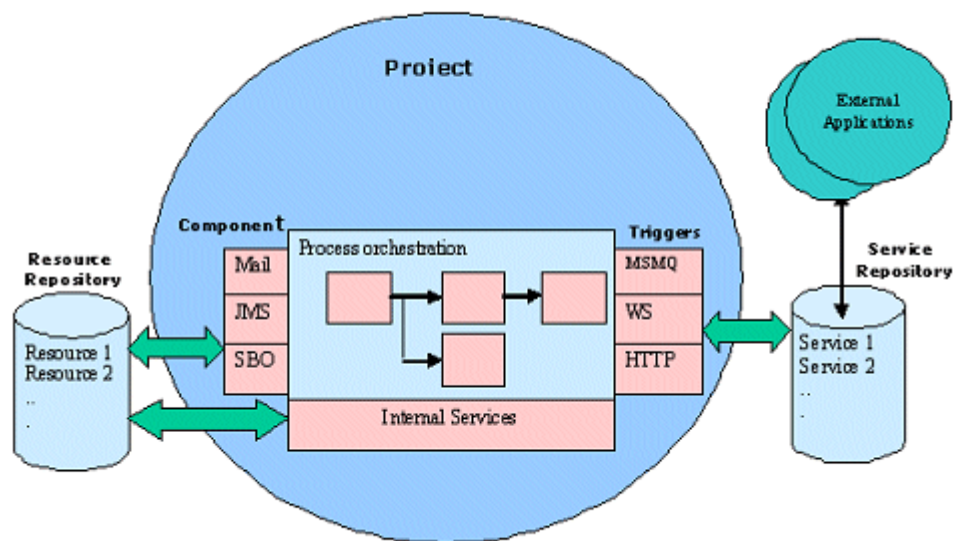 Project
External
Applications
Component
Triggers
Resource
Repository
Process orchestration
Service
Repository
Mail
MSMQ
JMS
WS
SBO
HTTP
Resource 1
Resource 2
..
.
Service 1
Service 2
..
.
Internal Services